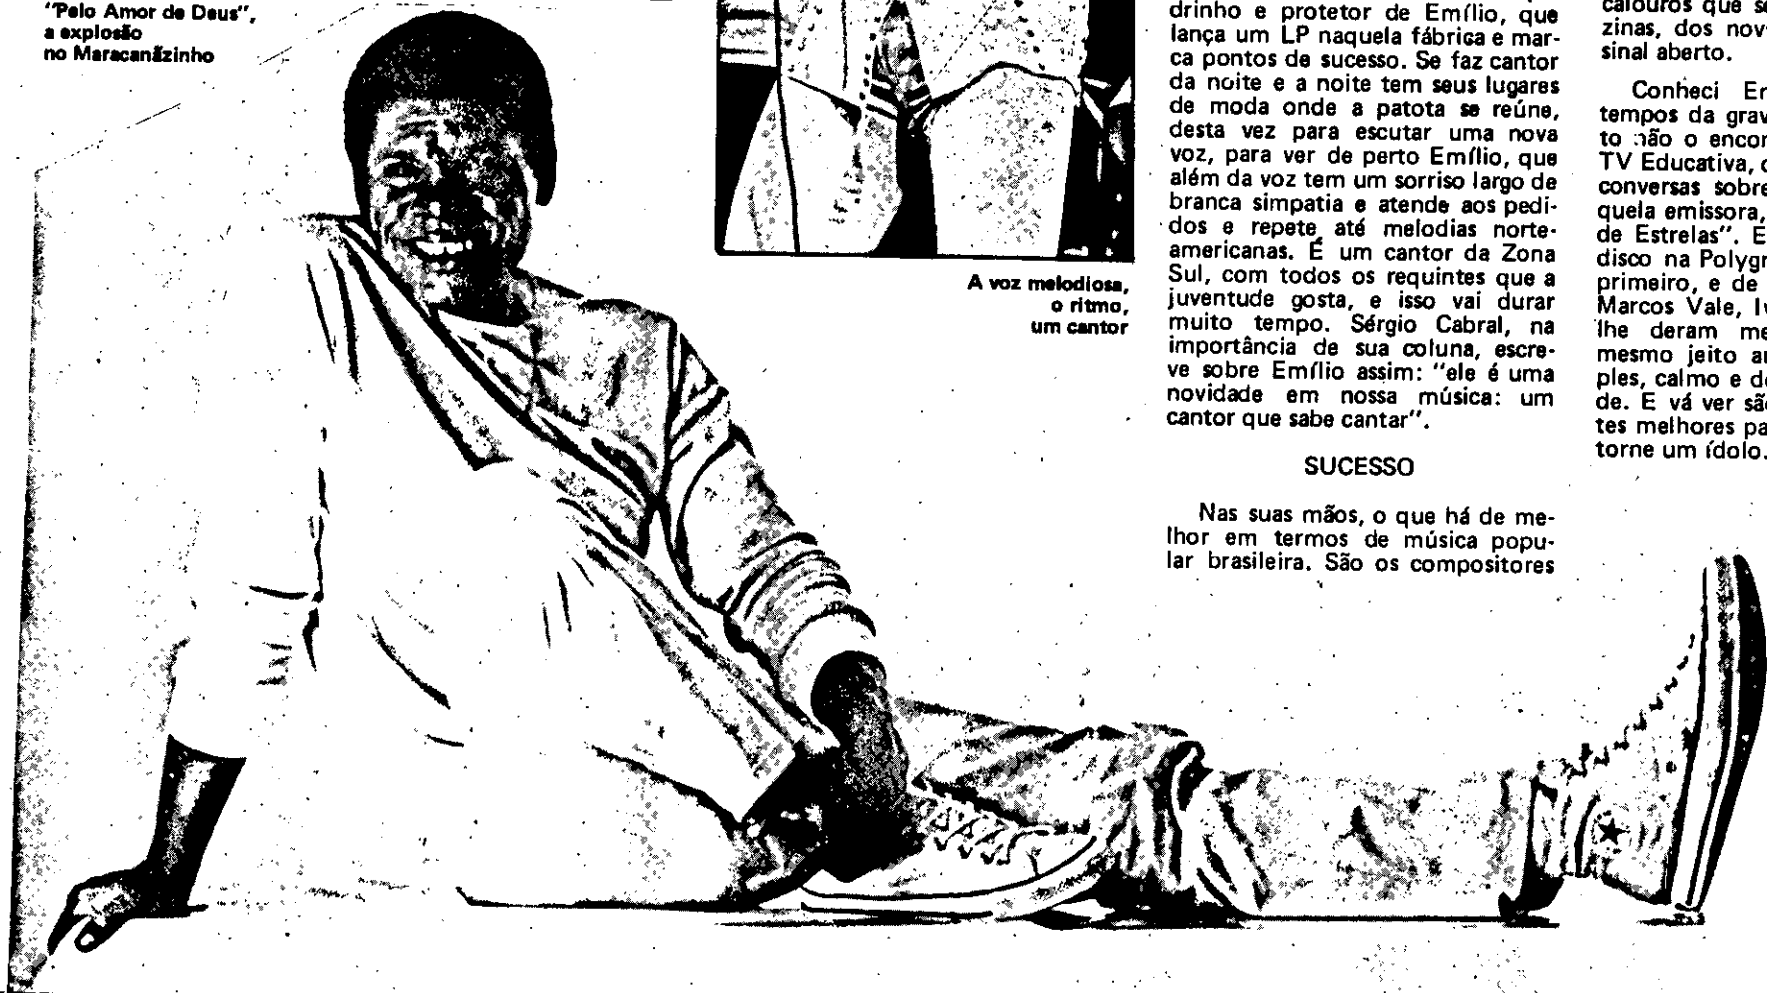 "Pelo Amor de Deus",
a explosão
no Maracanãzinho
A voz melodiosa,
o ritmo,
um cantor
drinho e protetor de Emílio, que
lança um LP naquela fábrica e mar-
ca pontos de sucesso. Se faz cantor
da noite e a noite tem seus lugares
de moda onde a patota se reúne,
desta vez para escutar uma nova
voz, para ver de perto Emílio, que
além da voz tem um sorriso largo de
branca simpatia e atende aos pedi-
dos e repete até melodias norte-
americanas. É um cantor da Zona
Sul, com todos os requintes que a
juventude gosta, e isso vai durar
muito tempo. Sérgio Cabral, na
importância de sua coluna, escre-
ve sobre Emílio assim: "ele é uma
novidade em nossa música: um
cantor que sabe cantar".
SUCESSO
Nas suas mãos, o que há de me-
lhor em termos de música popu-
lar brasileira. São os compositores
calouros que
zinas, dos
sinal aberto.
Conheci
tempos da
to não o
TV Educativa,
conversas
quela emissora,
de Estrelas".
disco na
primeiro, e de
Marcos Vale,
lhe deram
mesmo jeito
ples, calmo e
de. E vá ver
tes melhores
torne um ídolo.